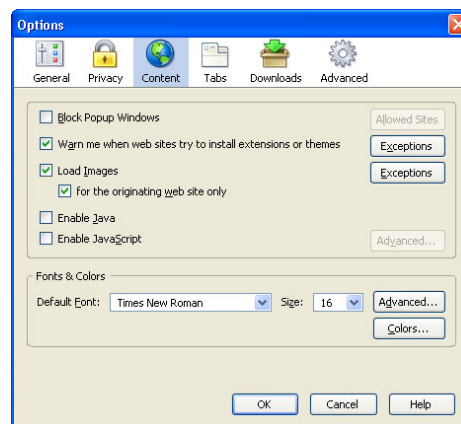 Options
General Privacy Content Tabs Downloads Advanced
Block Popup Windows Allowed Sites
Warn me when web sites try to install extensions or themes Exceptions
Load Images Exceptions
for the originating web site only
Enable Java
Enable JavaScript Advanced...
Fonts & Colors
Default Font: Times New Roman Size: 16 Advanced...
Colors...
OK Cancel Help